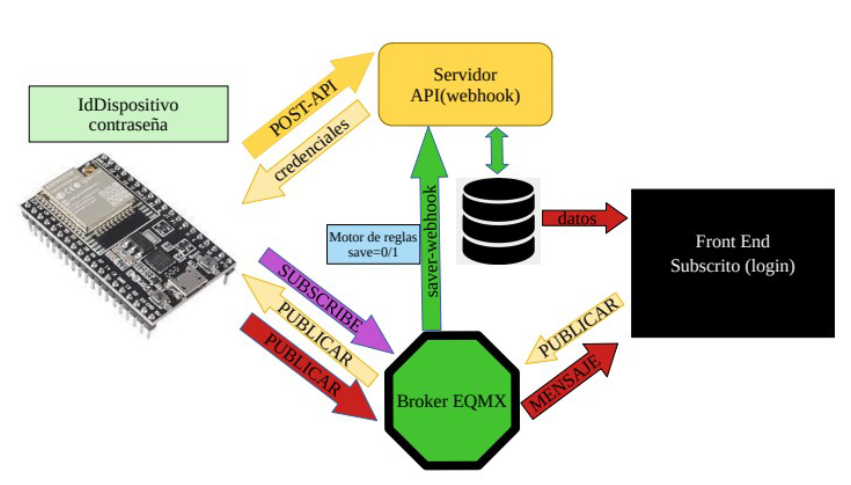 Servidor
API(webhook)
IdDispositivo
contraseña
POST-API
credenciales
Motor de reglas
save=0/1
saver-webhook
datos
Front End
Subscrito (login)
SUBSCRIBE
PUBLICAR
PUBLICAR
PUBLICAR
MENSAJE
Broker EQMX